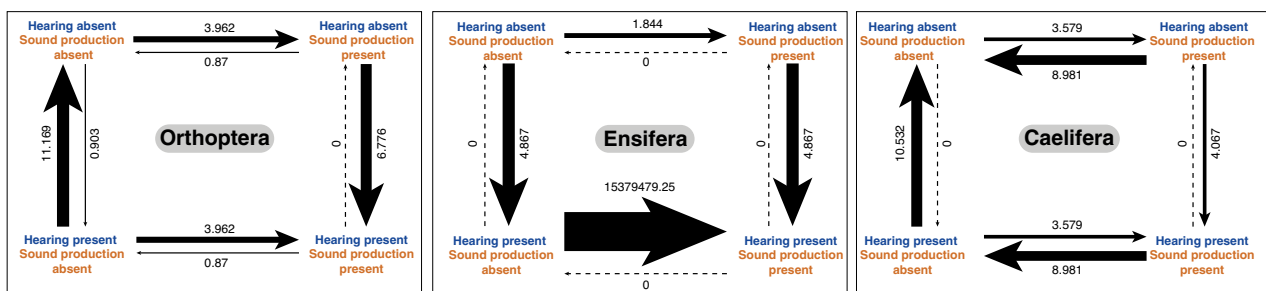 Hearing absent
Sound production
absent
3.962
0.87
Hearing absent
Sound production
present
11.169
0.903
Orthoptera
0
6.776
Hearing present
Sound production
absent
3.962
0.87
Hearing present
Sound production
present
Hearing absent
Sound production
absent
1.844
0
Hearing absent
Sound production
present
0
4.867
Ensifera
0
4.867
15379479.25
Hearing present
Sound production
absent
0
Hearing present
Sound production
present
Hearing absent
Sound production
absent
3.579
8.981
Hearing absent
Sound production
present
10.532
0
Caelifera
0
4.067
Hearing present
Sound production
absent
3.579
8.981
Hearing present
Sound production
present